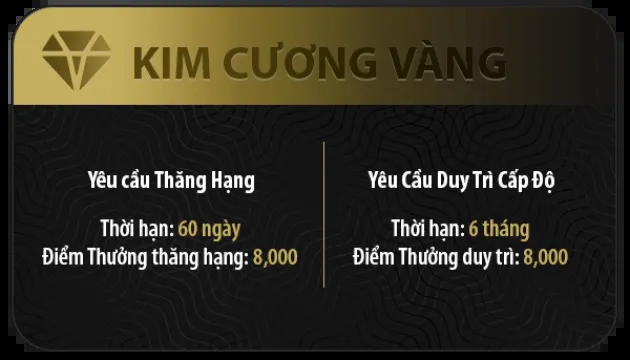 KIM CƯƠNG VÀNG
Yêu cầu Thăng Hạng
Thời hạn: 60 ngày
Điểm Thưởng thăng hạng: 8,000
Yêu Cầu Duy Trì Cấp Độ
Thời hạn: 6 tháng
Điểm Thưởng duy trì: 8,000